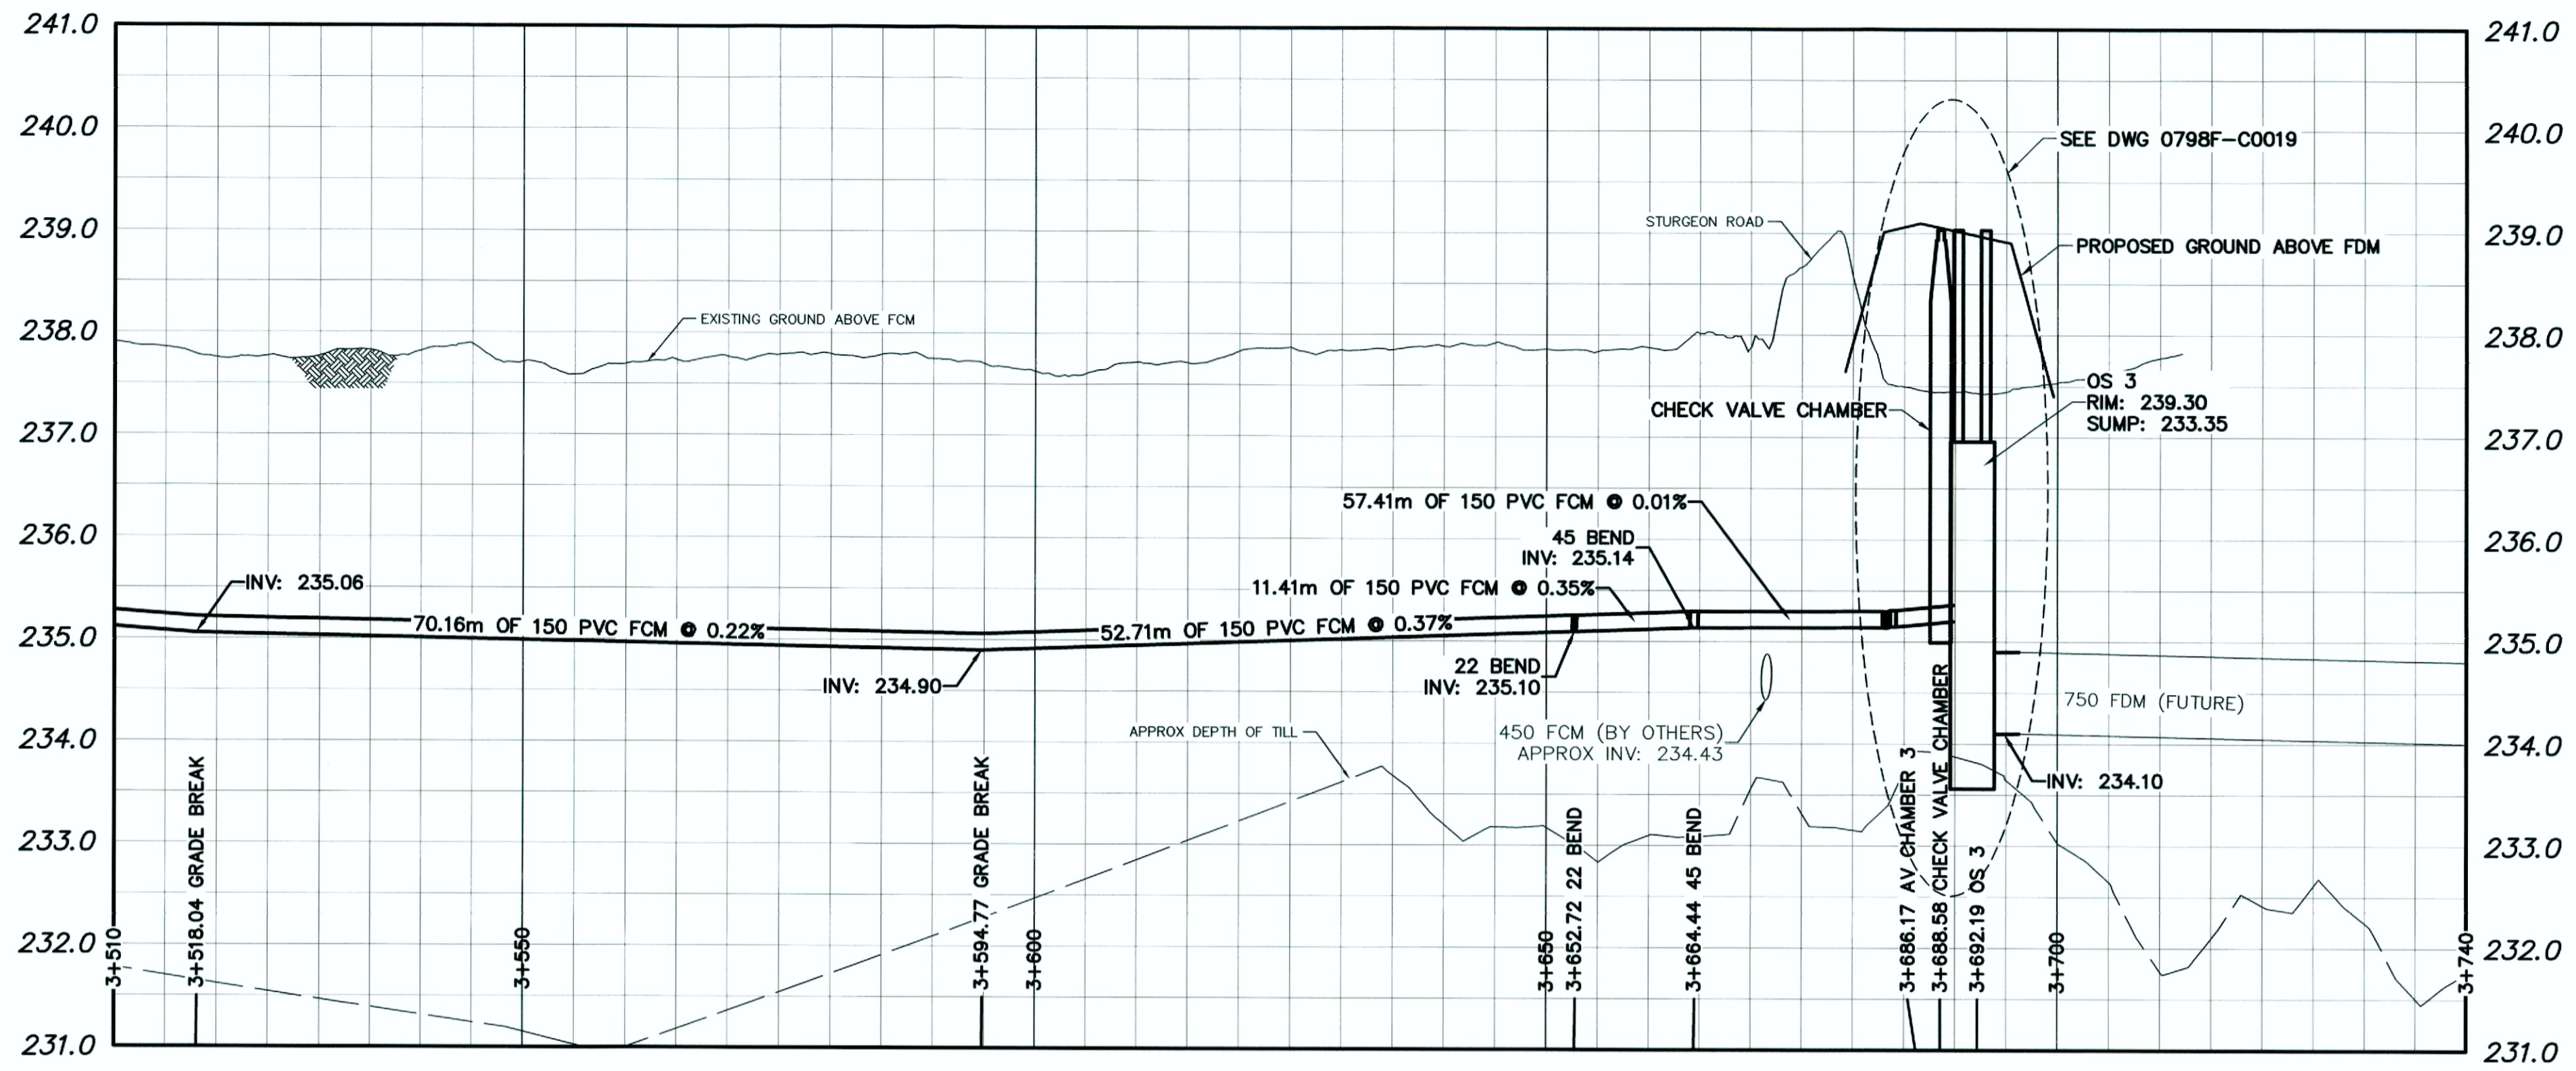 241.0
241.0
240.0
240.0
SEE DWG 0798F-C0019
239.0
239.0
STURGEON ROAD
PROPOSED GROUND ABOVE FDM
EXISTING GROUND ABOVE FCM
238.0
238.0
OS 3
RIM: 239.30
SUMP: 233.35
CHECK VALVE CHAMBER
237.0
237.0
57.41m OF 150 PVC FCM @ 0.01%
236.0
236.0
45 BEND
INV: 235.14
INV: 235.06
11.41m OF 150 PVC FCM @ 0.35%
70.16m OF 150 PVC FCM @ 0.22%
52.71m OF 150 PVC FCM @ 0.37%
235.0
235.0
22 BEND
INV: 235.10
INV: 234.90
750 FDM (FUTURE)
APPROX DEPTH OF TILL
450 FCM (BY OTHERS)
APPROX INV: 234.43
234.0
234.0
INV: 234.10
233.0
233.0
232.0
232.0
3+510
3+518.04 GRADE BREAK
3+550
3+594.77 GRADE BREAK
3+600
3+650
3+652.72 22 BEND
3+664.44 45 BEND
3+686.17 AV CHAMBER 3
3+688.58 CHECK VALVE CHAMBER
3+692.19 OS 3
3+700
3+740
231.0
231.0